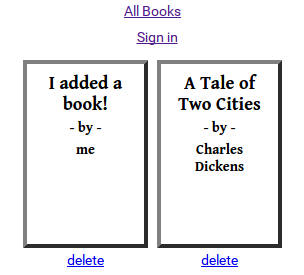 All Books
Sign in
I added a
book!
- by -
me
A Tale of
Two Cities
- by -
Charles
Dickens
delete
delete